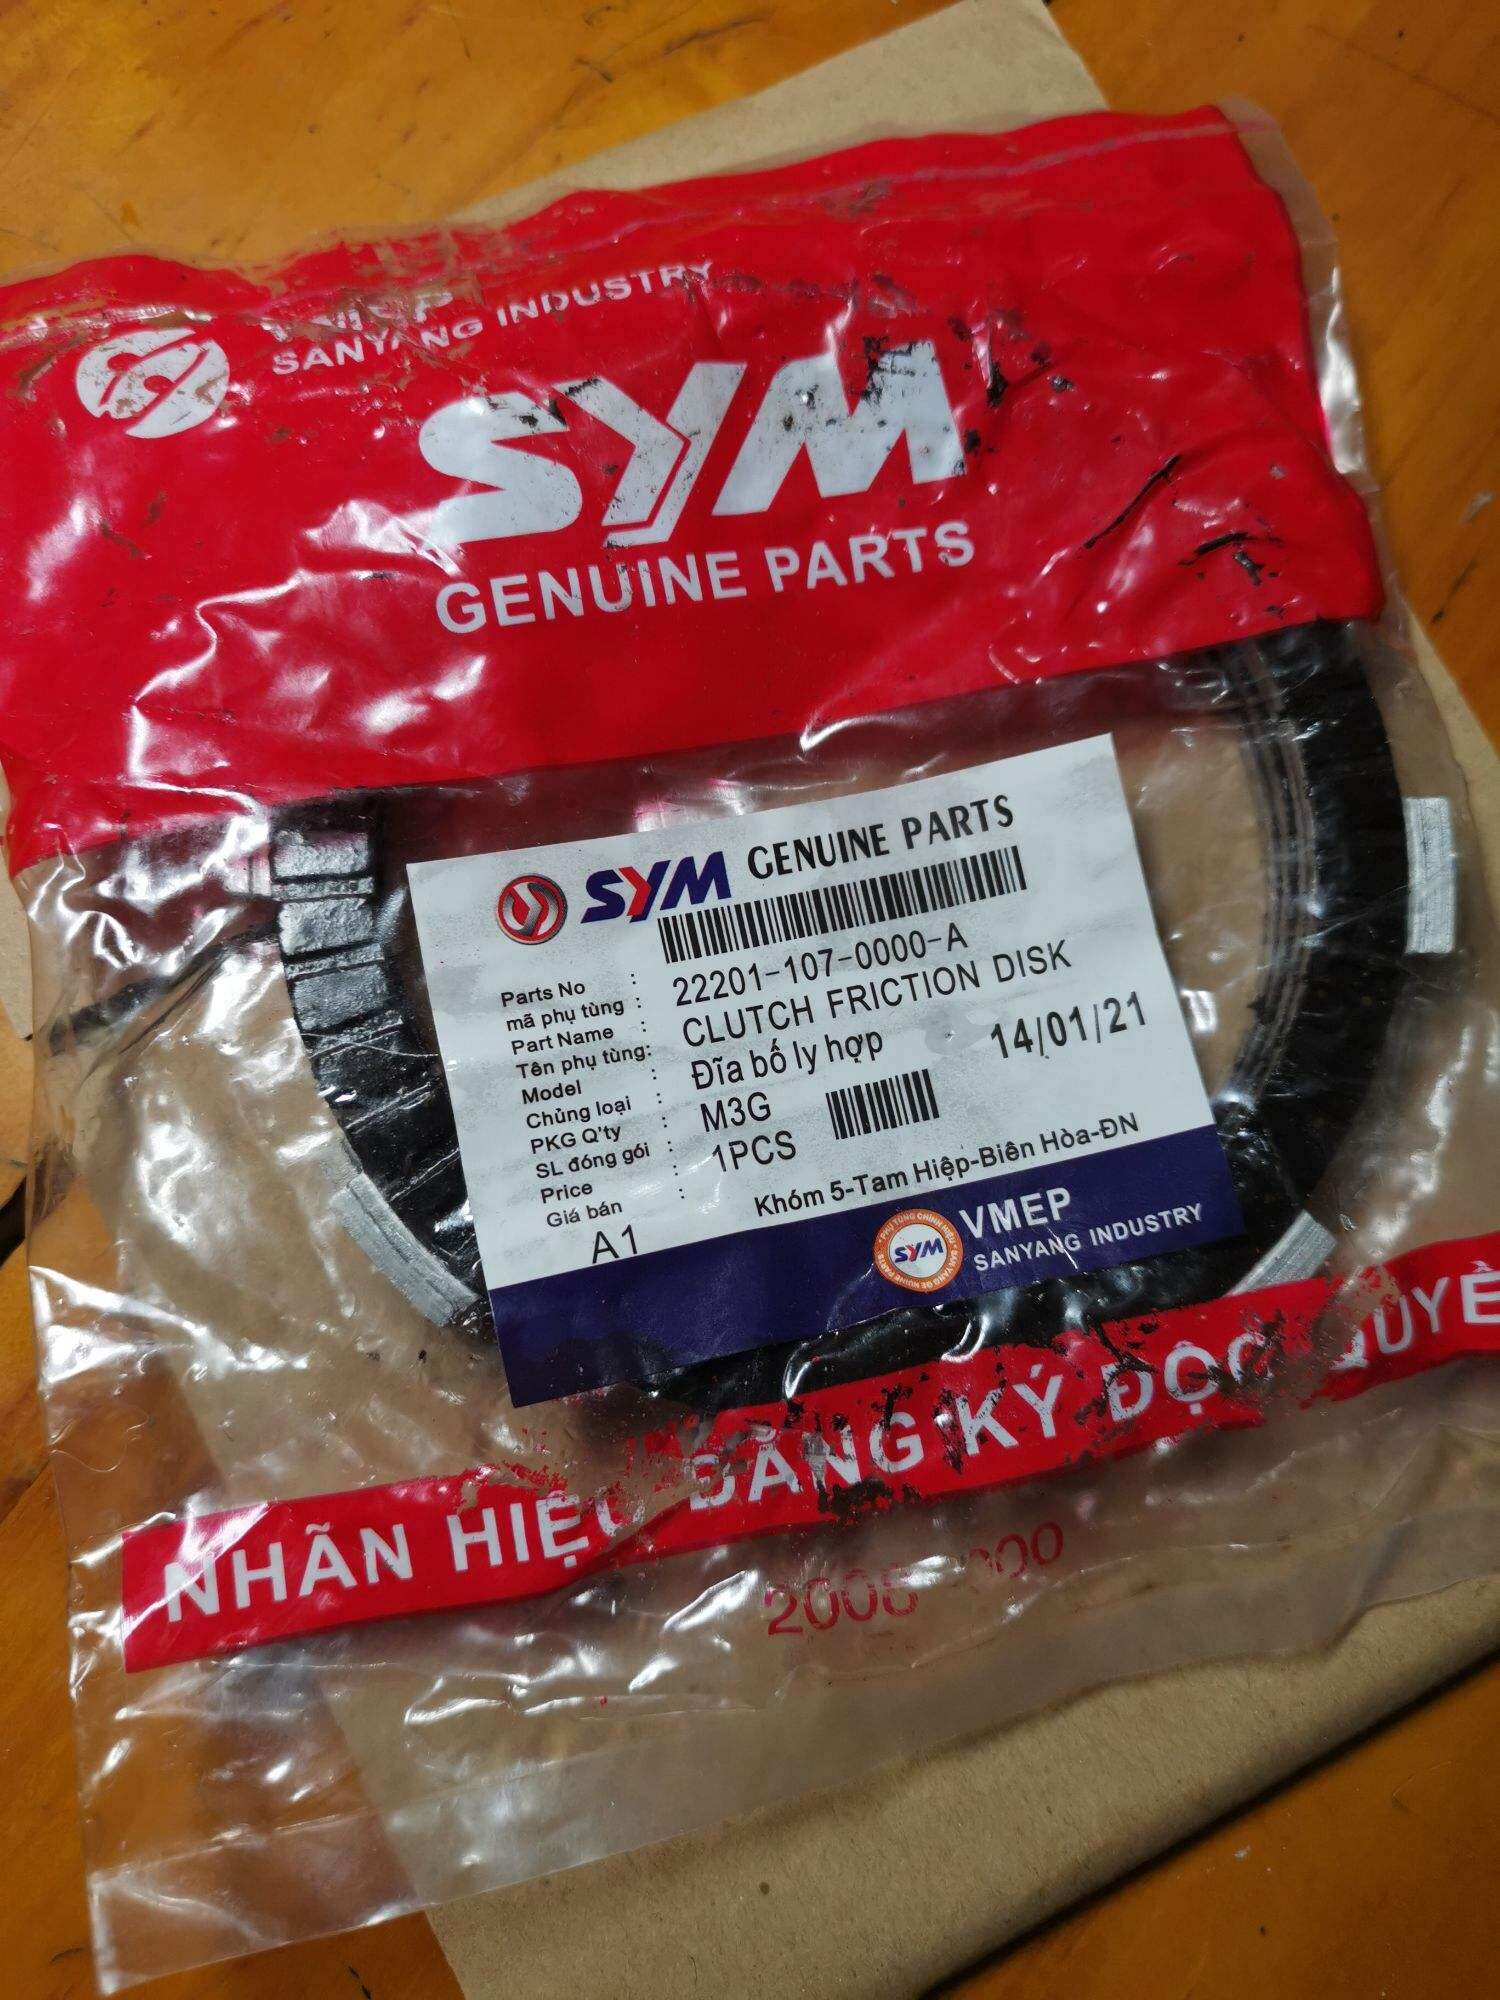 VMEP
SANYANG INDUSTRY
SYM
GENUINE PARTS
SYM GENUINE PARTS
Parts No
mã phụ tùng : 22201-107-0000-A
Part Name
Tên phụ tùng: CLUTCH FRICTION DISK
Đĩa bố ly hợp 14/01/21
Model
Chủng loại : M3G
PKG Q'ty
SL đóng gói : 1PCS
Price
Giá bán :
Khóm 5-Tam Hiệp-Biên Hòa-ĐN
A1
SYM
VMEP
SANYANG INDUSTRY
NHÃN HIỆU ĐĂNG KÝ ĐỘC QUYỀ